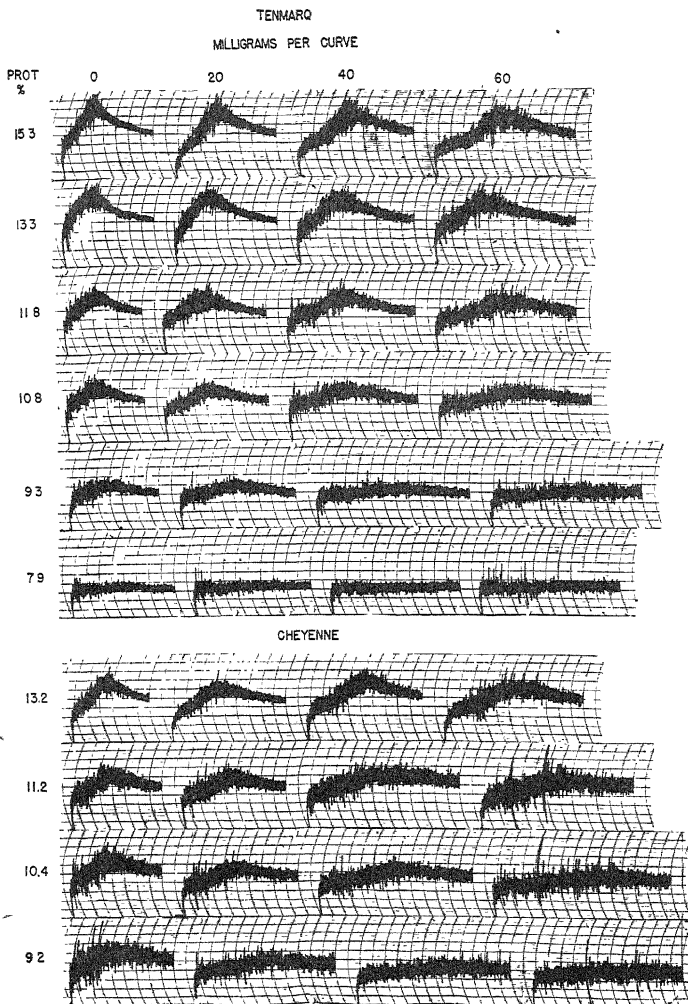 TENMARQ
MILLIGRAMS PER CURVE
PROT
%
0 20 40 60
15 3
13 3
11 8
10 8
9 3
7 9
CHEYENNE
13.2
11.2
10.4
9 2